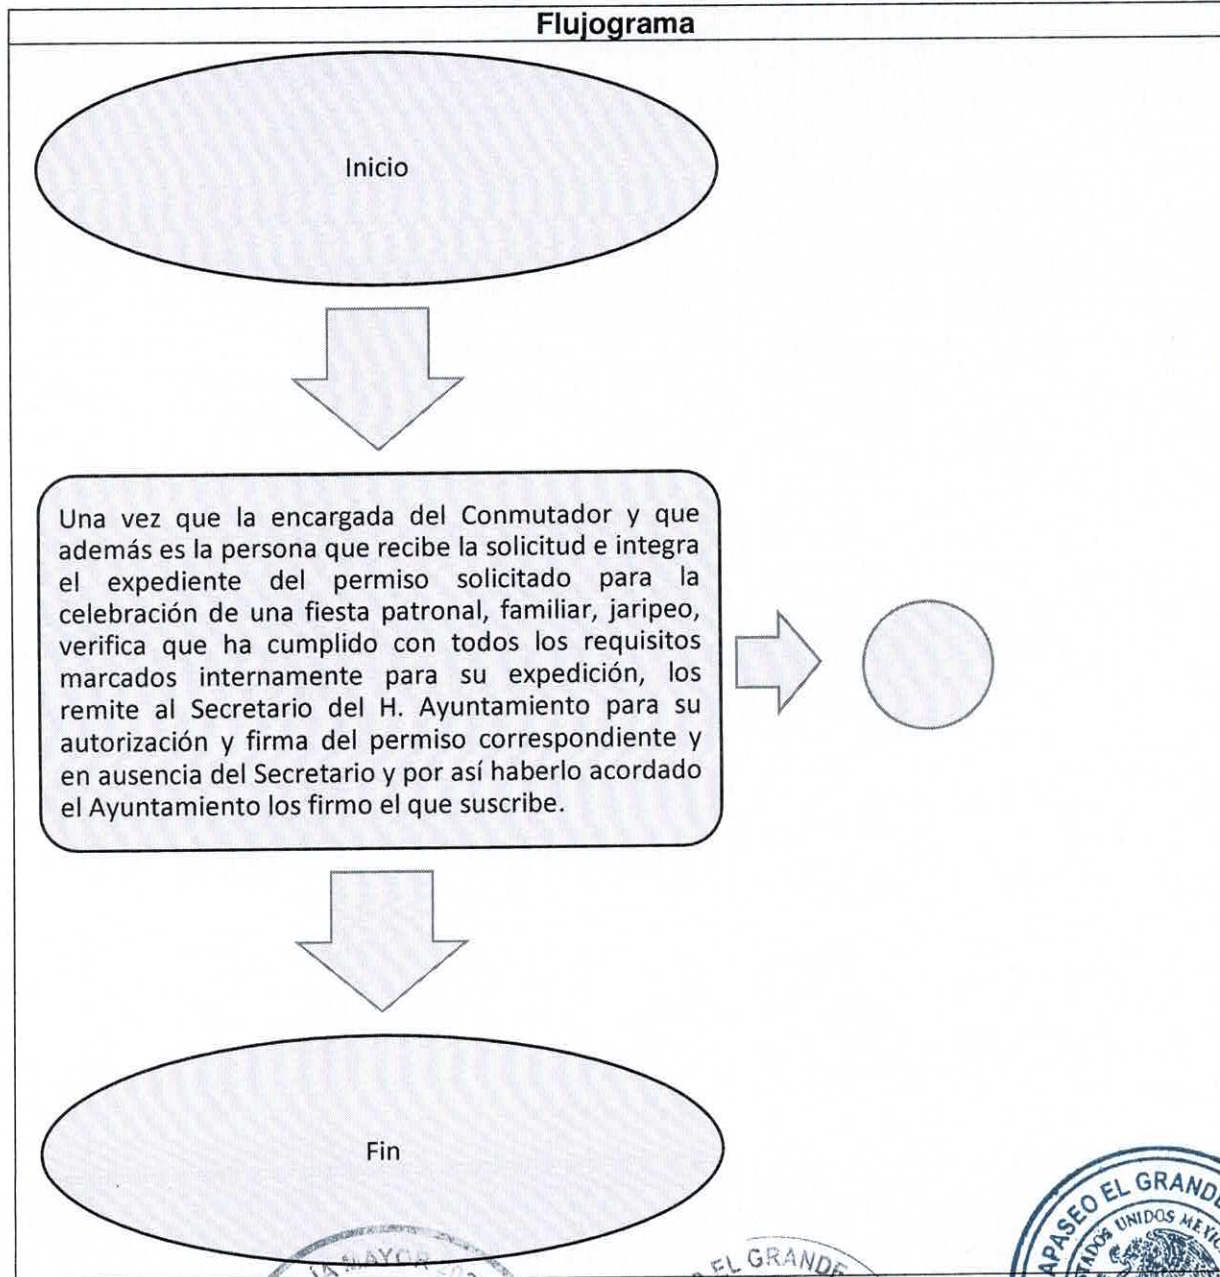 Flujograma
Inicio
Una vez que la encargada del Conmutador y que
además es la persona que recibe la solicitud e integra
el expediente del permiso solicitado para la
celebración de una fiesta patronal, familiar, jaripeo,
verifica que ha cumplido con todos los requisitos
marcados internamente para su expedición, los
remite al Secretario del H. Ayuntamiento para su
autorización y firma del permiso correspondiente y
en ausencia del Secretario y por así haberlo acordado
el Ayuntamiento los firmo el que suscribe.
Fin
MAYOR
EL GRANDE
APASEO EL GRANDE
UNIDOS